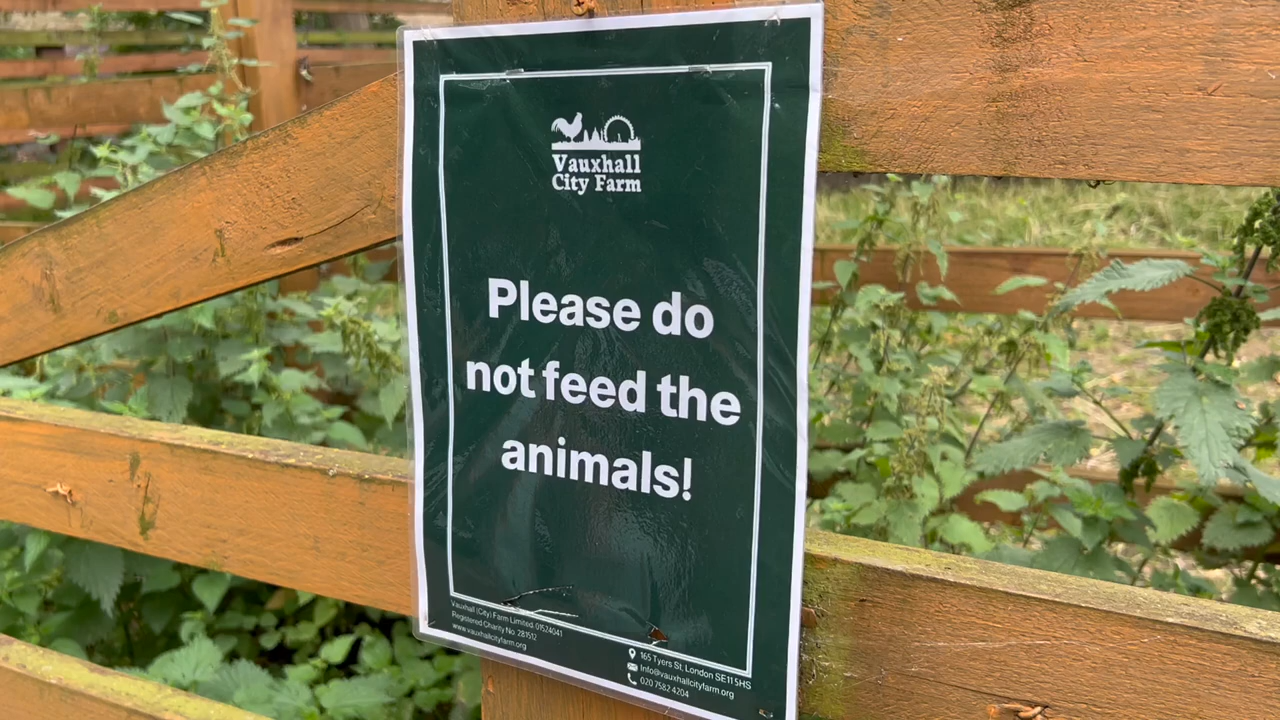 Vauxhall
City Farm
Please do
not feed the
animals!
Vauxhall (City) Farm Limited. 01524041
Registered Charity No. 281512
www.vauxhallcityfarm.org
165 Tyers St, London SE11 5HS
Info@vauxhallcityfarm.org
020 7582 4204